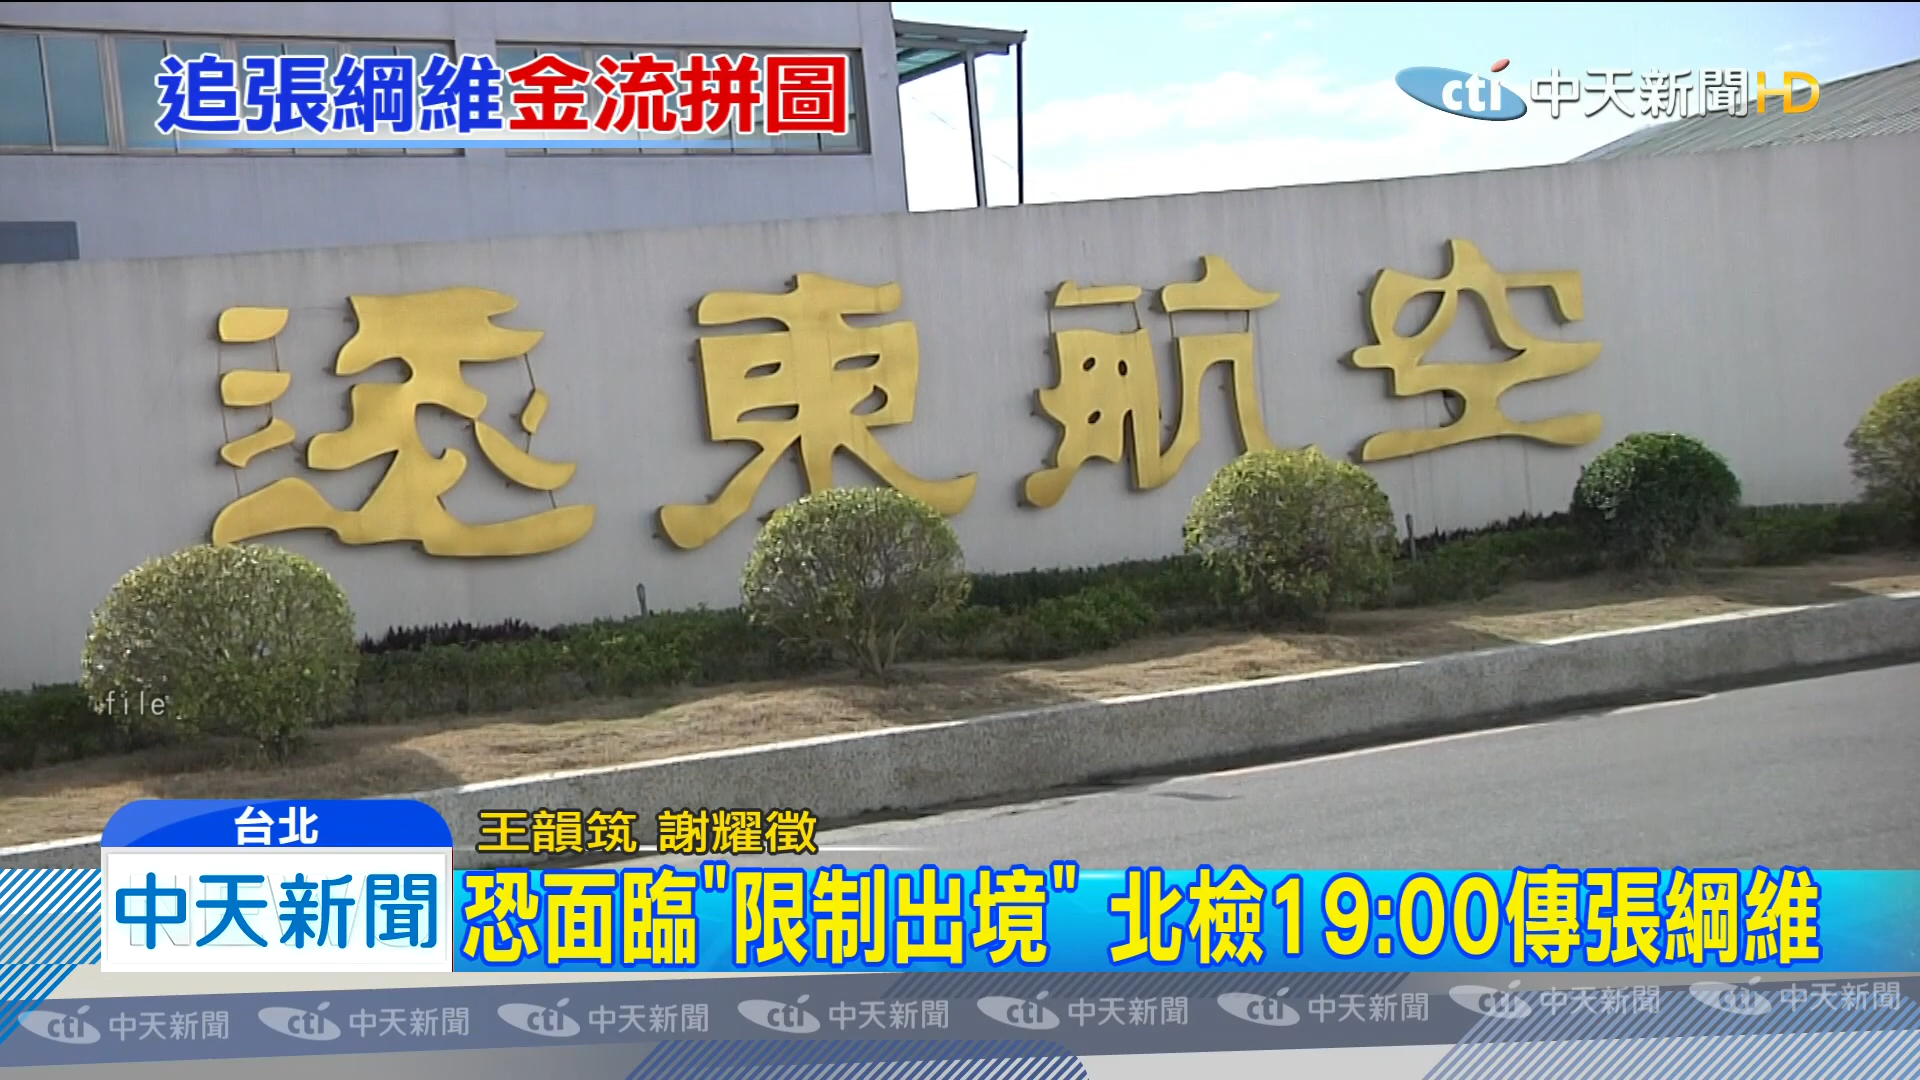 追張綱維金流拼圖
cti 中天新聞HD
遠東航空
file
台北
王韻筑 謝耀徵
中天新聞
恐面臨"限制出境" 北檢19:00傳張綱維
cti 中天新聞 cti 中天新聞 cti 中天新聞 cti 中天新聞 cti 中天新聞 cti 中天新聞 cti 中天新聞 cti 中天新聞